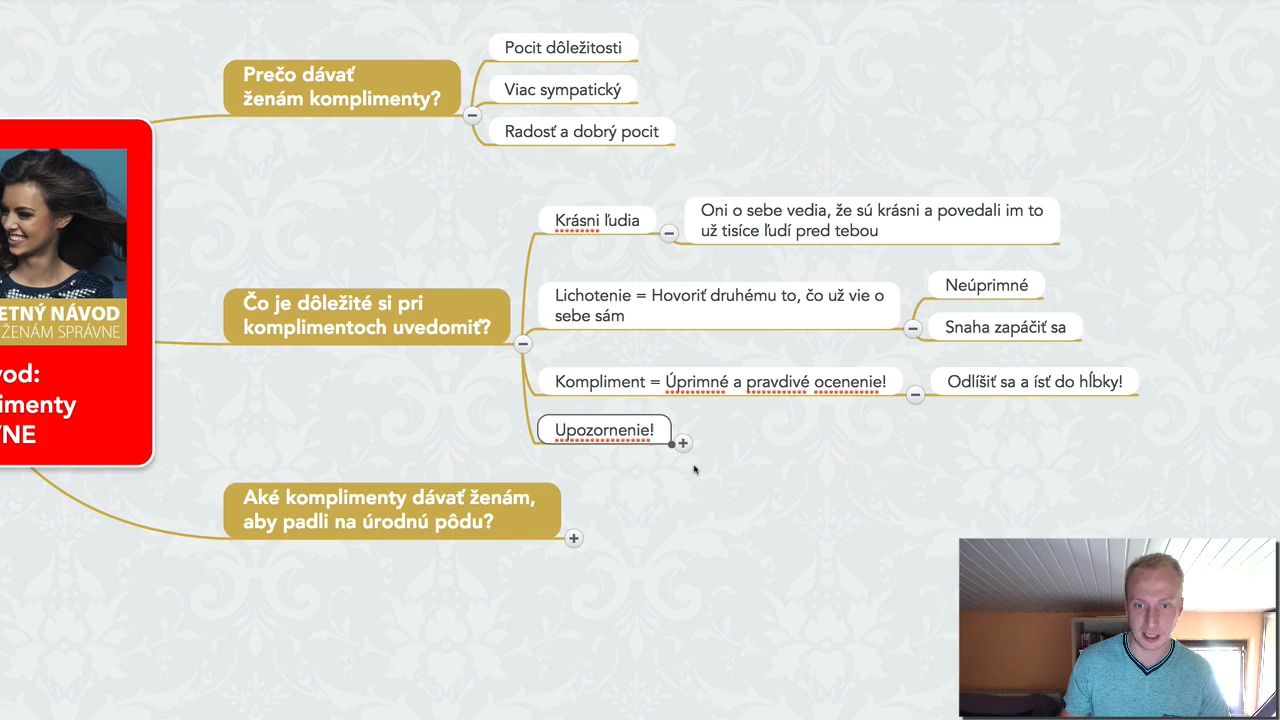 Prečo dávať
ženám komplimenty?
Pocit dôležitosti
Viac sympatický
Radosť a dobrý pocit
ETNÝ NÁVOD
ŽENÁM SPRÁVNE
vod:
imenty
VNE
Čo je dôležité si pri
komplimentoch uvedomiť?
Krásni ľudia
Oni o sebe vedia, že sú krásni a povedali im to
už tisíce ľudí pred tebou
Lichotenie = Hovoriť druhému to, čo už vie o
sebe sám
Neúprimné
Snaha zapáčiť sa
Kompliment = Úprimné a pravdivé ocenenie!
Odlíšiť sa a ísť do hĺbky!
Upozornenie!
Aké komplimenty dávať ženám,
aby padli na úrodnú pôdu?